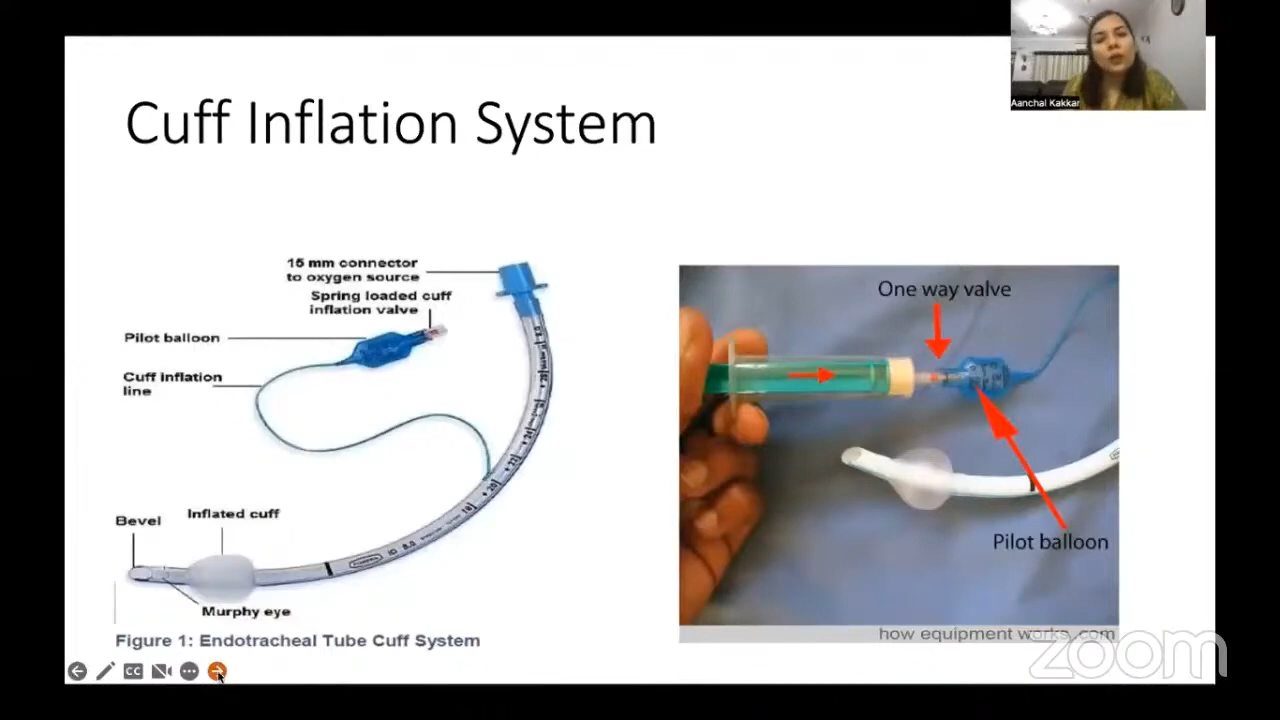 Aanchal Kakkar
Cuff Inflation System
15 mm connector
to oxygen source
Spring loaded cuff
inflation valve
Pilot balloon
Cuff inflation
line
Bevel
Inflated cuff
Murphy eye
Figure 1: Endotracheal Tube Cuff System
One way valve
Pilot balloon
how equipment works .com
zoom
CC